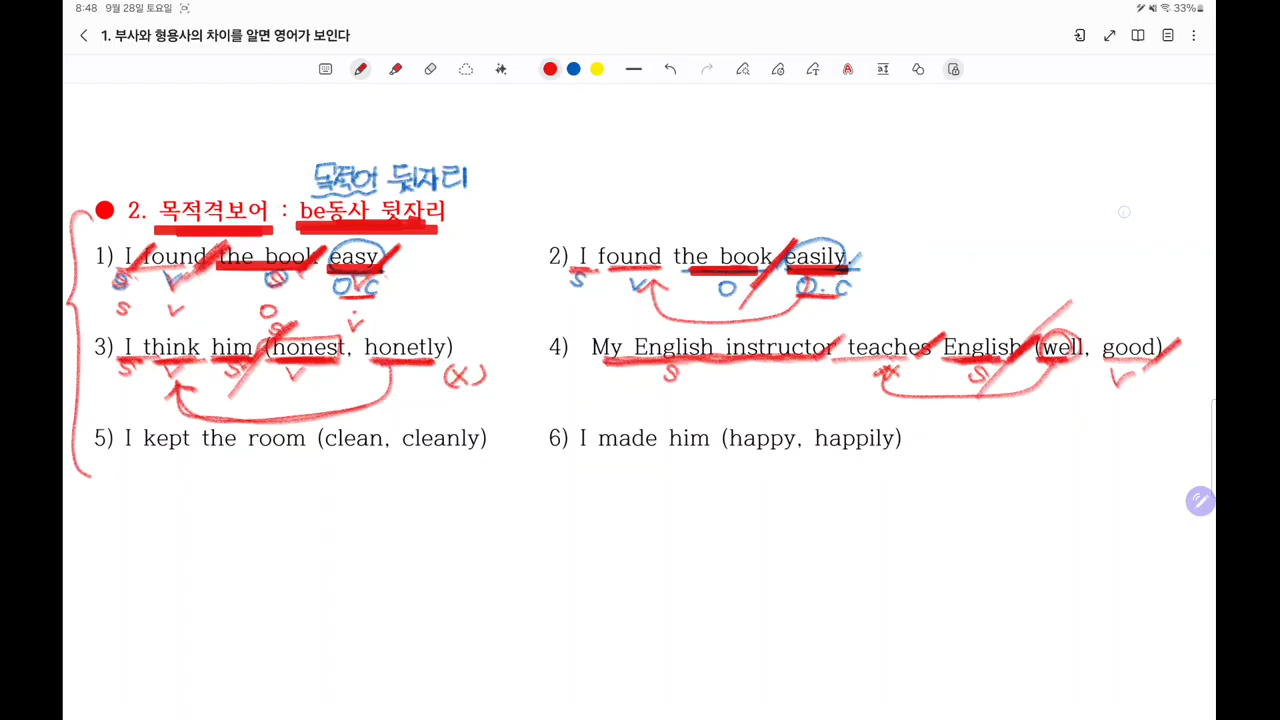 8:48 9월 28일 토요일 33%
1. 부사와 형용사의 차이를 알면 영어가 보인다
목적어 뒷자리
2. 목적격보어 : be동사 뒷자리
1) I found the book easy.
S V O O.C
S V O v
2) I found the book easily.
S V O O.C
3) I think him (honest, honetly)
S V S V (X)
4) My English instructor teaches English (well, good)
S S V
5) I kept the room (clean, cleanly)
6) I made him (happy, happily)